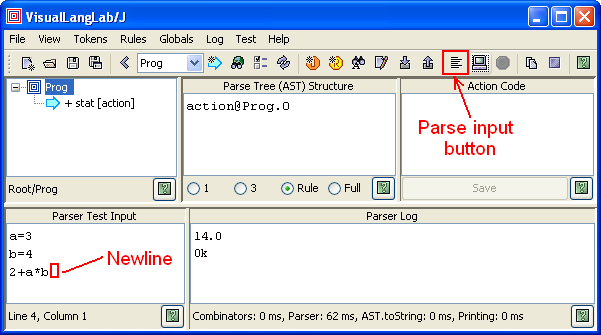 VisualLangLab/J
File View Tokens Rules Globals Log Test Help
Prog
Parse Tree (AST) Structure
Action Code
Prog
+ stat [action]
action@Prog.0
Parse input
button
Root/Prog
1 3 Rule Full
Save
Parser Test Input
Parser Log
a=3
b=4
2+a*b
Newline
14.0
Ok
Line 4, Column 1
Combinators: 0 ms, Parser: 62 ms, AST.toString: 0 ms, Printing: 0 ms